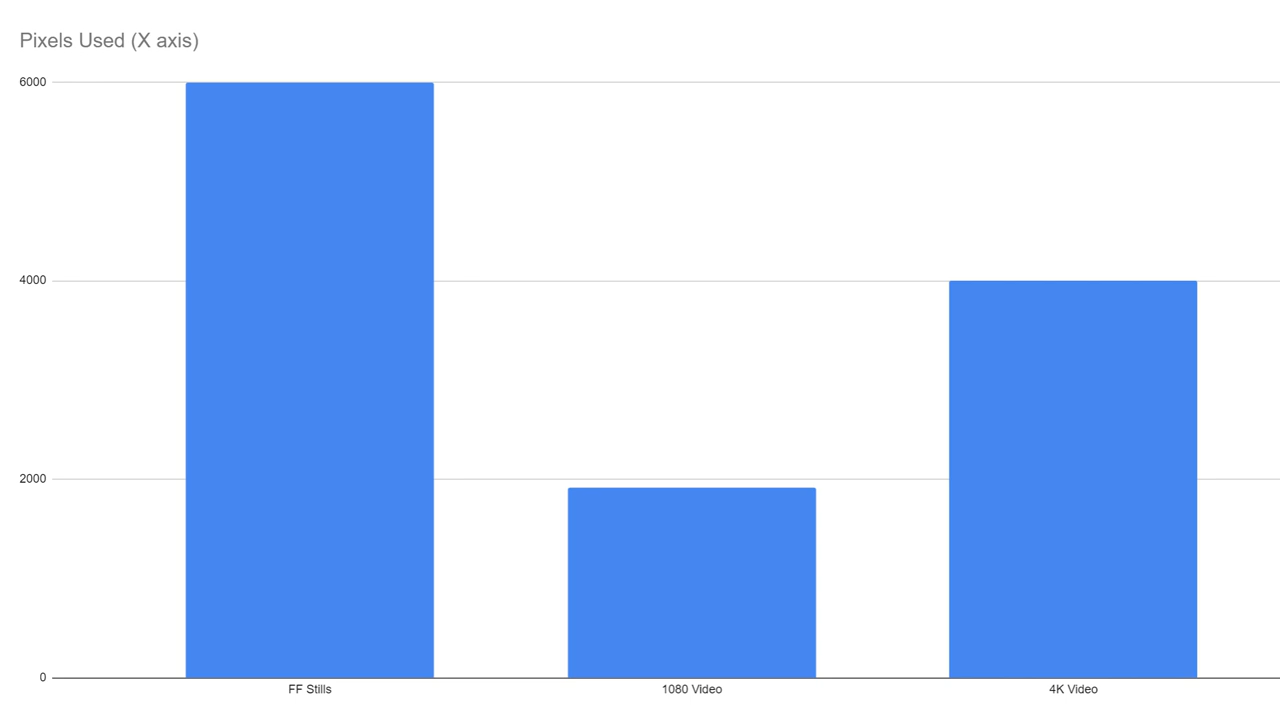 Pixels Used (X axis)
6000
4000
2000
0
FF Stills
1080 Video
4K Video